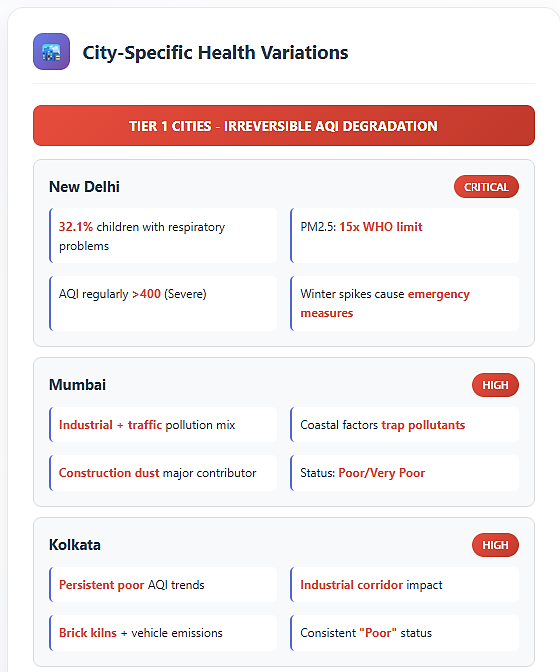 City-Specific Health Variations
TIER 1 CITIES - IRREVERSIBLE AQI DEGRADATION
New Delhi
CRITICAL
32.1% children with respiratory
problems
PM2.5: 15x WHO limit
AQI regularly >400 (Severe)
Winter spikes cause emergency
measures
Mumbai
HIGH
Industrial + traffic pollution mix
Coastal factors trap pollutants
Construction dust major contributor
Status: Poor/Very Poor
Kolkata
HIGH
Persistent poor AQI trends
Industrial corridor impact
Brick kilns + vehicle emissions
Consistent "Poor" status